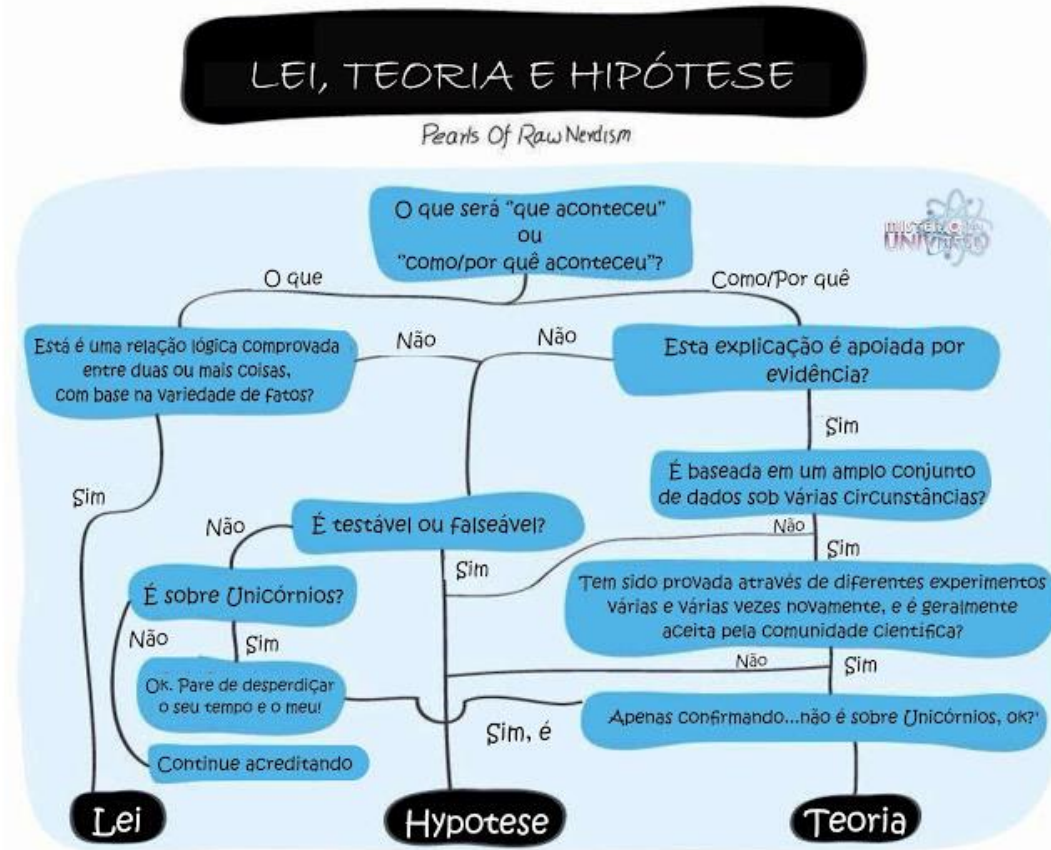 LEI, TEORIA E HIPÓTESE
Pearls Of Raw Nerdism
O que será "que aconteceu"
ou
"como/por quê aconteceu"?
O que
Como/Por quê
Está é uma relação lógica comprovada
entre duas ou mais coisas,
com base na variedade de fatos?
Não
Não
Esta explicação é apoiada por
evidência?
Sim
Sim
É baseada em um amplo conjunto
de dados sob várias circunstâncias?
Não
É testável ou falseável?
Não
Sim
Sim
É sobre Unicórnios?
Tem sido provada através de diferentes experimentos
várias e várias vezes novamente, e é geralmente
aceita pela comunidade científica?
Não
Sim
Não
Sim
Ok. Pare de desperdiçar
o seu tempo e o meu!
Sim, é
Apenas confirmando...não é sobre Unicórnios, ok?'
Continue acreditando
Lei
Hypotese
Teoria